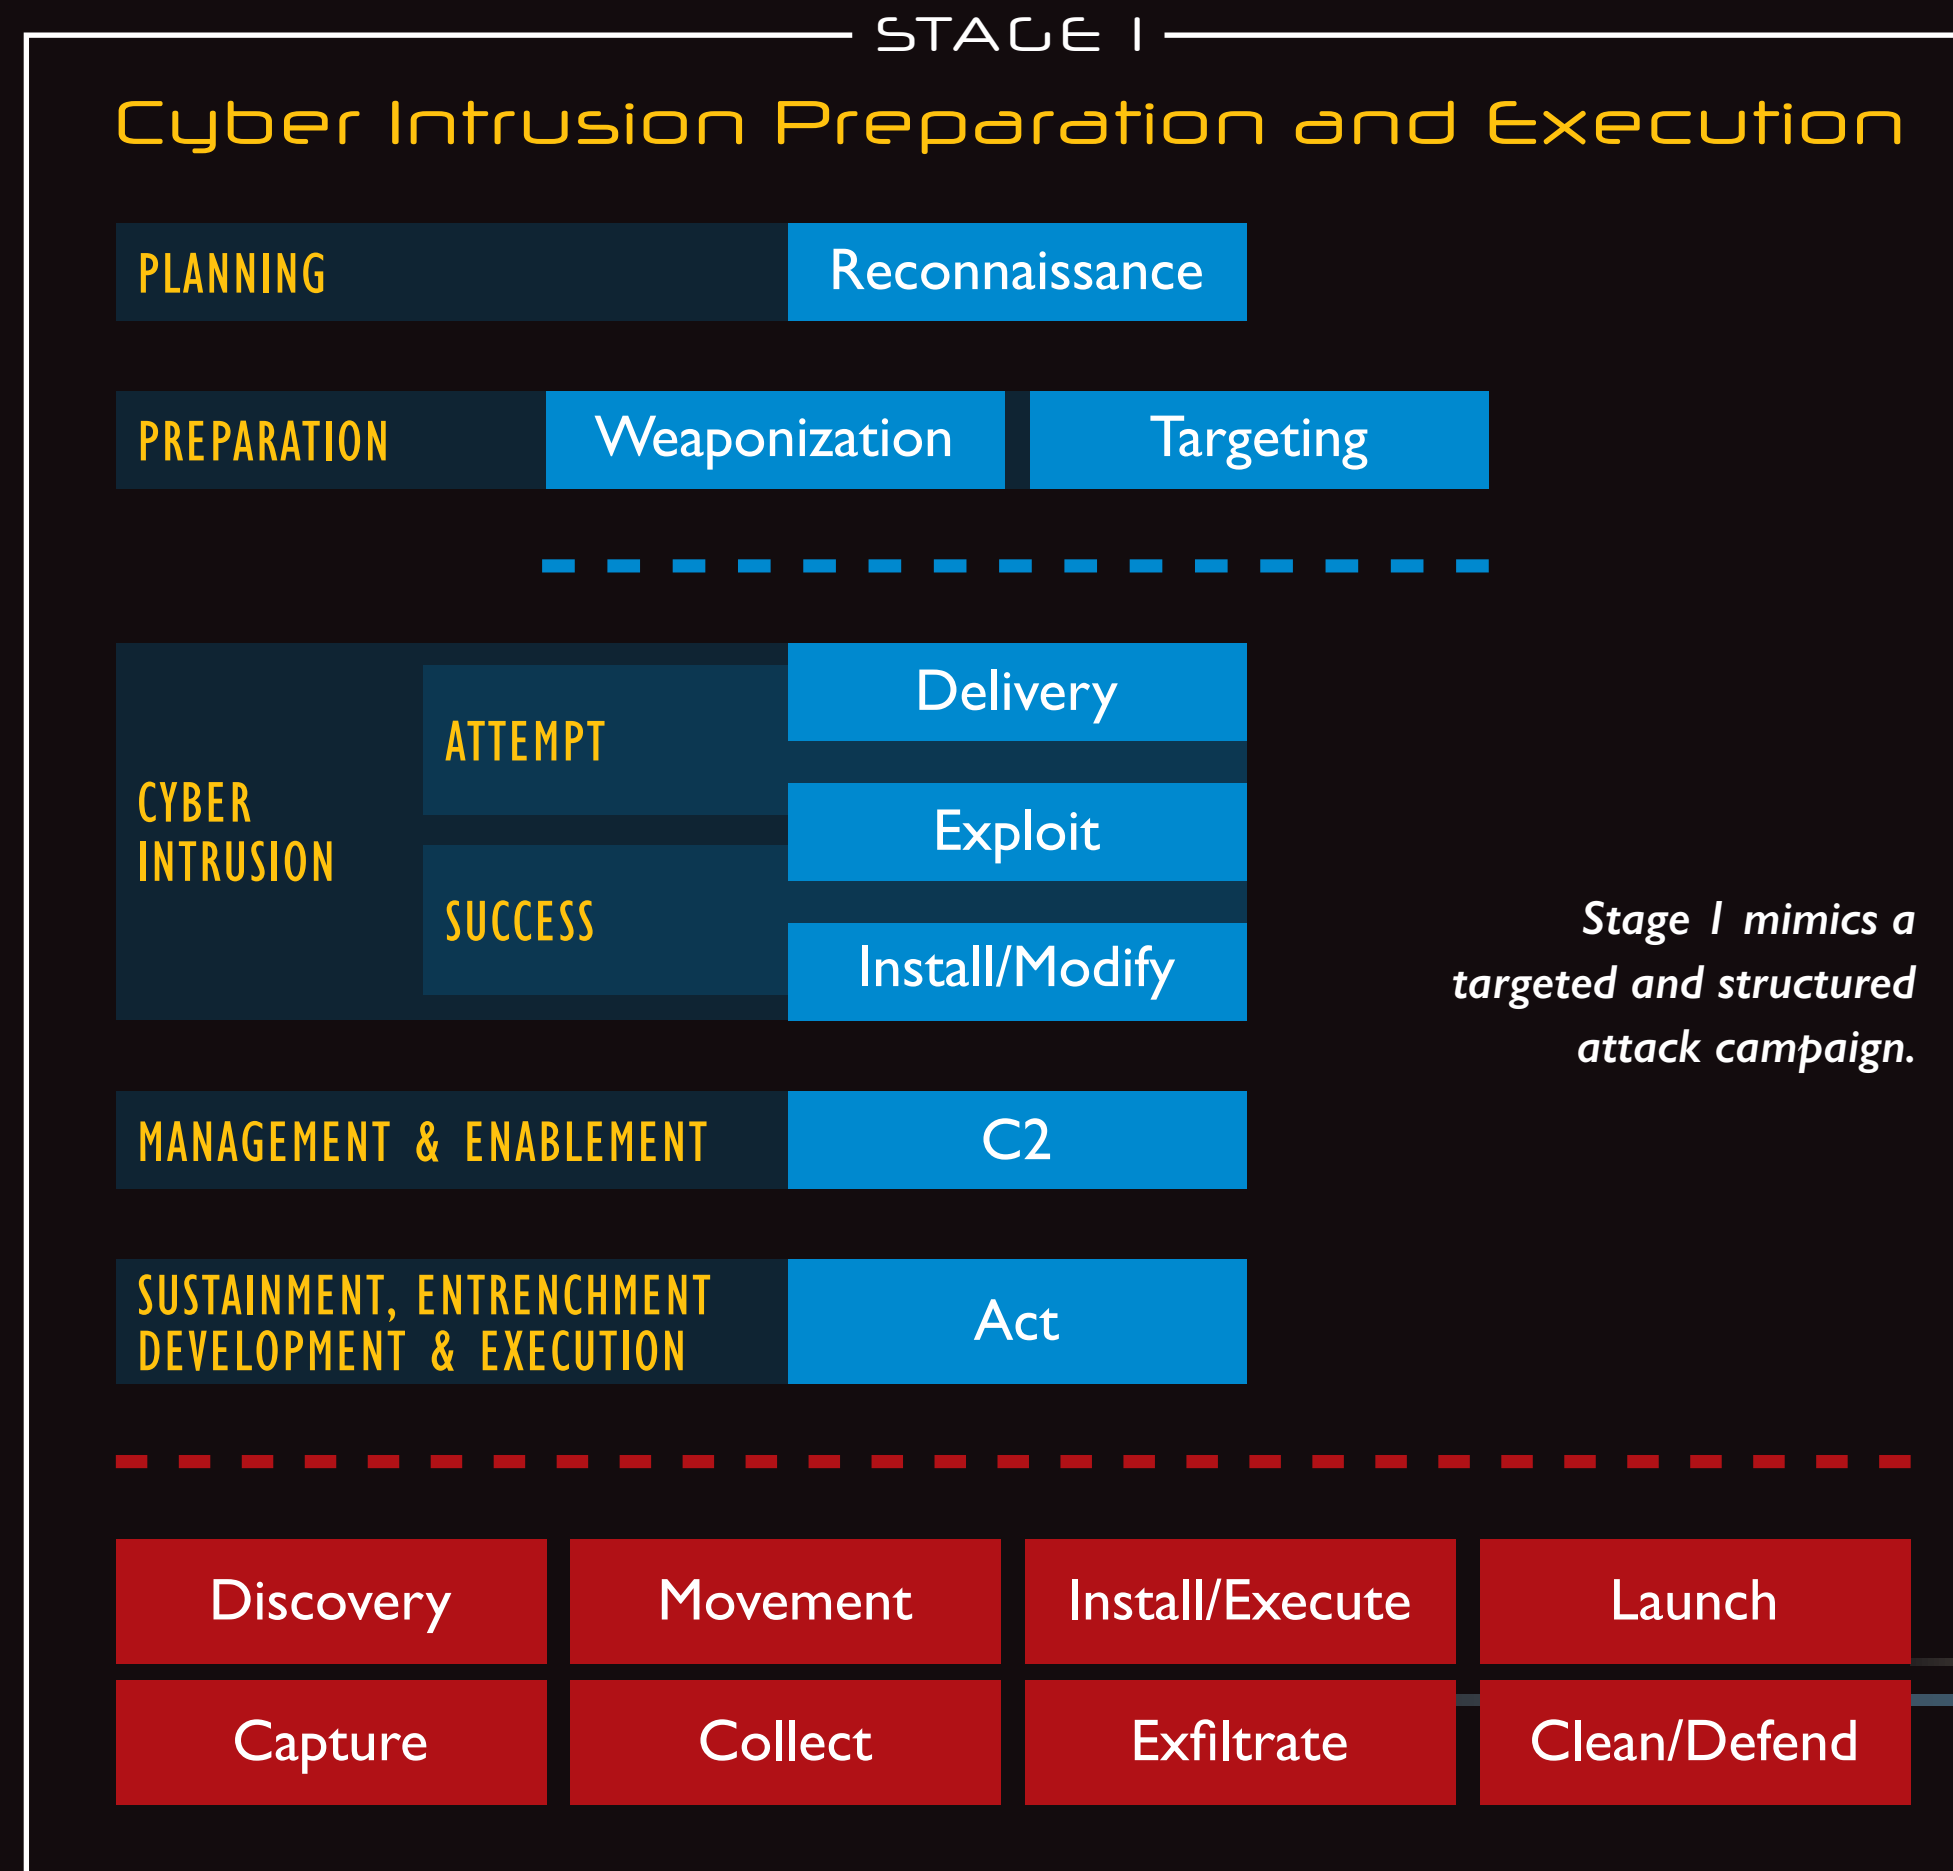 STAGE 1
Cyber Intrusion Preparation and Execution
PLANNING
Reconnaissance
PREPARATION
Weaponization
Targeting
CYBER
INTRUSION
ATTEMPT
SUCCESS
Delivery
Exploit
Install/Modify
Stage 1 mimics a
targeted and structured
attack campaign.
MANAGEMENT & ENABLEMENT
C2
SUSTAINMENT, ENTRENCHMENT
DEVELOPMENT & EXECUTION
Act
Discovery
Movement
Install/Execute
Launch
Capture
Collect
Exfiltrate
Clean/Defend